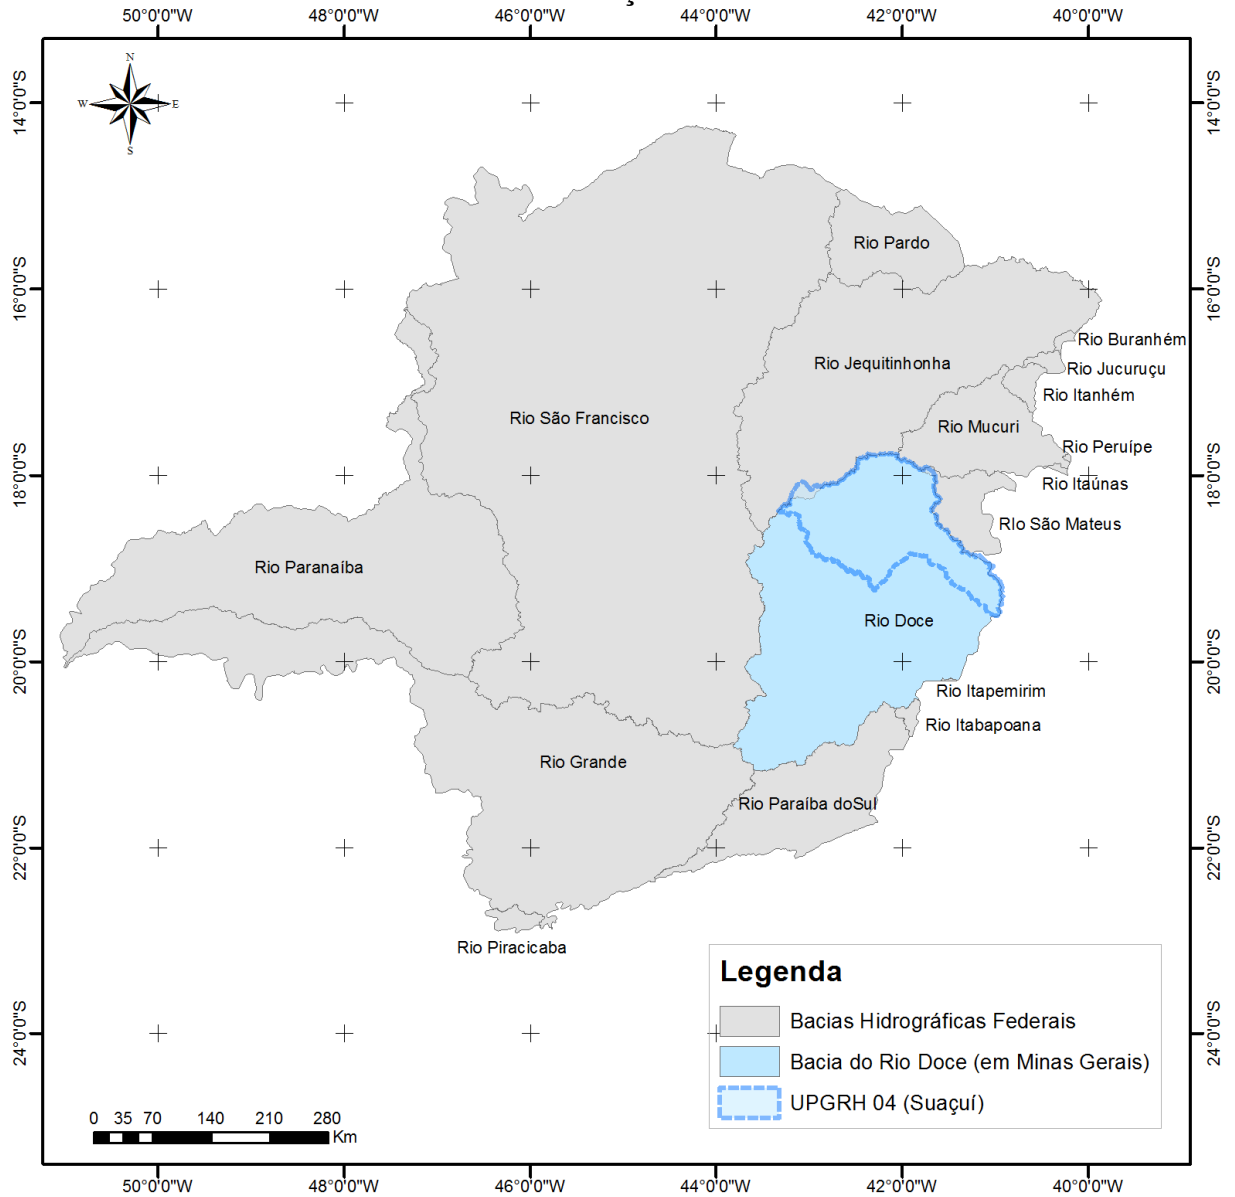 50°0'0"W 48°0'0"W 46°0'0"W 44°0'0"W 42°0'0"W 40°0'0"W
N
W E
S
14°0'0"S 14°0'0"S
Rio Pardo
16°0'0"S 16°0'0"S
Rio Buranhém
Rio Jequitinhonha
Rio Jucuruçu
Rio Itanhém
Rio São Francisco
Rio Mucuri
Rio Peruípe
18°0'0"S 18°0'0"S
Rio Itaúnas
RIo São Mateus
Rio Paranaíba
Rio Doce
20°0'0"S 20°0'0"S
Rio Itapemirim
Rio Itabapoana
Rio Grande
Rio Paraíba doSul
22°0'0"S 22°0'0"S
Rio Piracicaba
Legenda
Bacias Hidrográficas Federais
24°0'0"S 24°0'0"S
Bacia do Rio Doce (em Minas Gerais)
UPGRH 04 (Suaçuí)
0 35 70 140 210 280
Km
50°0'0"W 48°0'0"W 46°0'0"W 44°0'0"W 42°0'0"W 40°0'0"W